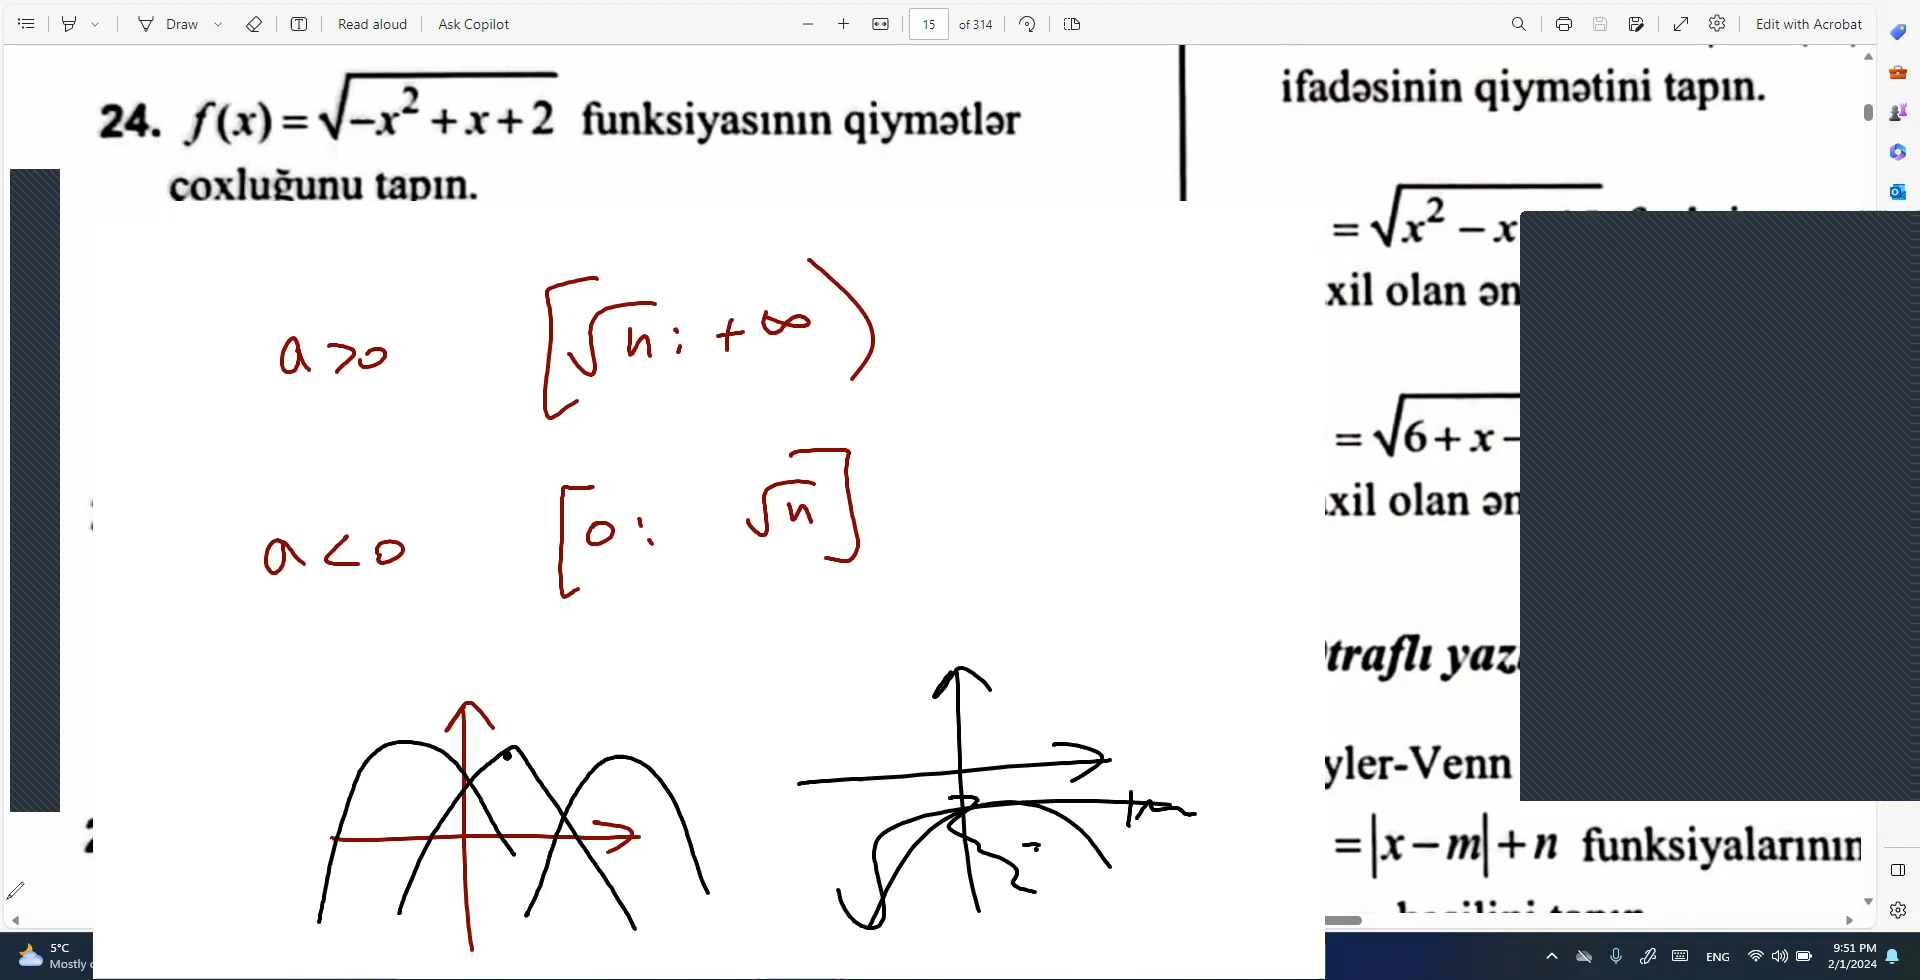 Read aloud
Ask Copilot
Draw
15 of 314
Edit with Acrobat
24. f(x) = √(-x² + x + 2) funksiyasının qiymətlər
çoxluğunu tapın.
a > 0 [√n ; +∞)
a < 0 [0 ; √n]
ifadəsinin qiymətini tapın.
= √x² − x
xil olan ən
= √6 + x −
xil olan ən
traflı yaz
yler-Venn
= |x − m| + n funksiyalarının
5°C
Mostly c
ENG
9:51 PM
2/1/2024